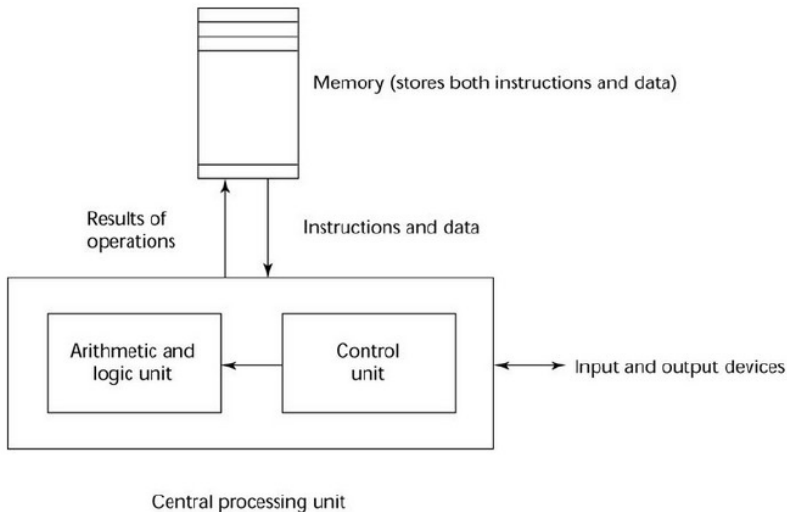 Memory (stores both instructions and data)
Results of
operations
Instructions and data
Arithmetic and
logic unit
Control
unit
Input and output devices
Central processing unit